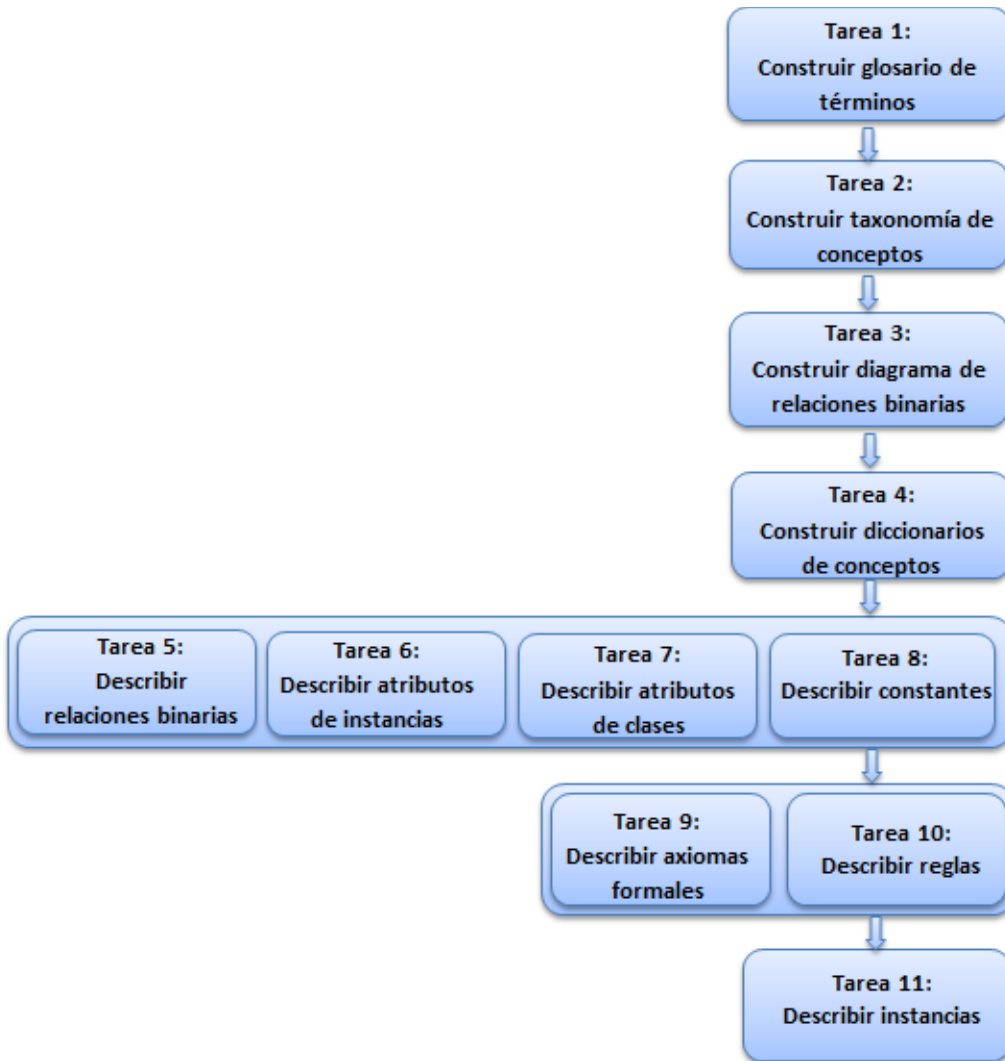 Tarea 1:
Construir glosario de
términos
Tarea 2:
Construir taxonomía de
conceptos
Tarea 3:
Construir diagrama de
relaciones binarias
Tarea 4:
Construir diccionarios
de conceptos
Tarea 5:
Describir
relaciones binarias
Tarea 6:
Describir atributos
de instancias
Tarea 7:
Describir atributos
de clases
Tarea 8:
Describir constantes
Tarea 9:
Describir axiomas
formales
Tarea 10:
Describir reglas
Tarea 11:
Describir instancias